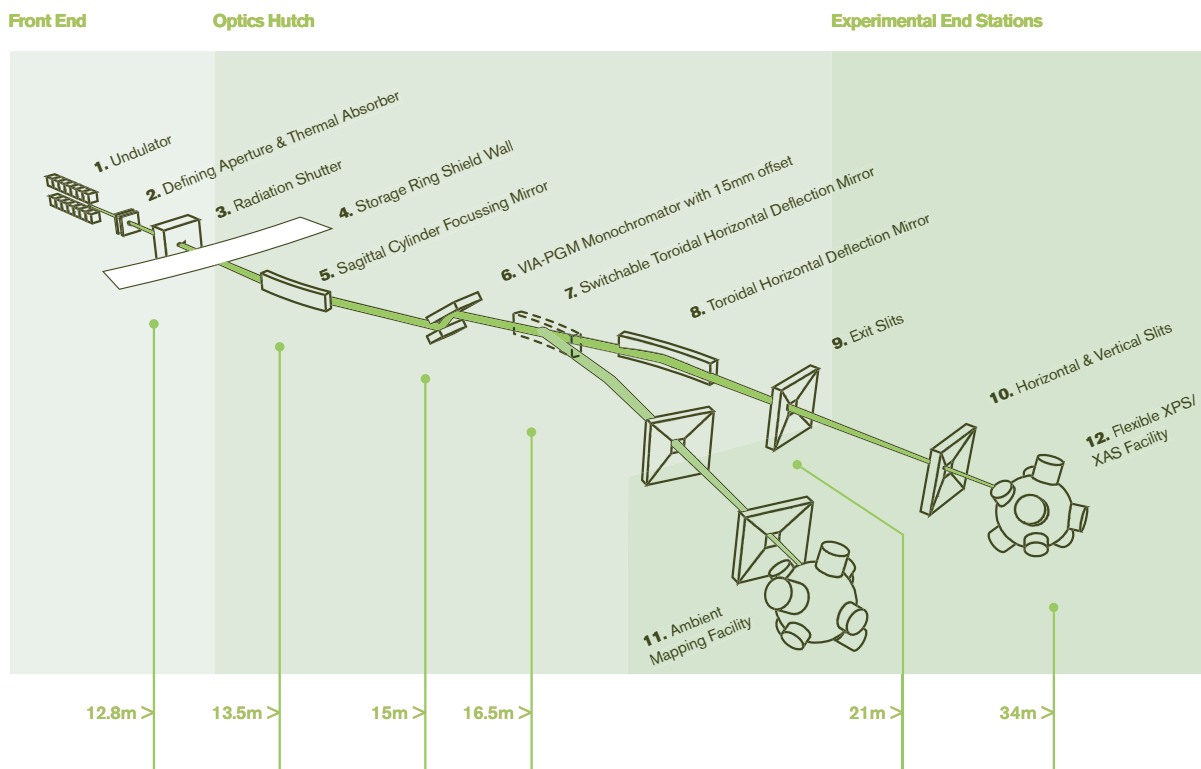 Front End
Optics Hutch
Experimental End Stations
1. Undulator
2. Defining Aperture & Thermal Absorber
3. Radiation Shutter
4. Storage Ring Shield Wall
5. Sagittal Cylinder Focussing Mirror
6. VIA-PGM Monochromator with 15mm offset
7. Switchable Toroidal Horizontal Deflection Mirror
8. Toroidal Horizontal Deflection Mirror
9. Exit Slits
10. Horizontal & Vertical Slits
12. Flexible XPS/
XAS Facility
11. Ambient
Mapping Facility
12.8m >
13.5m >
15m >
16.5m >
21m >
34m >